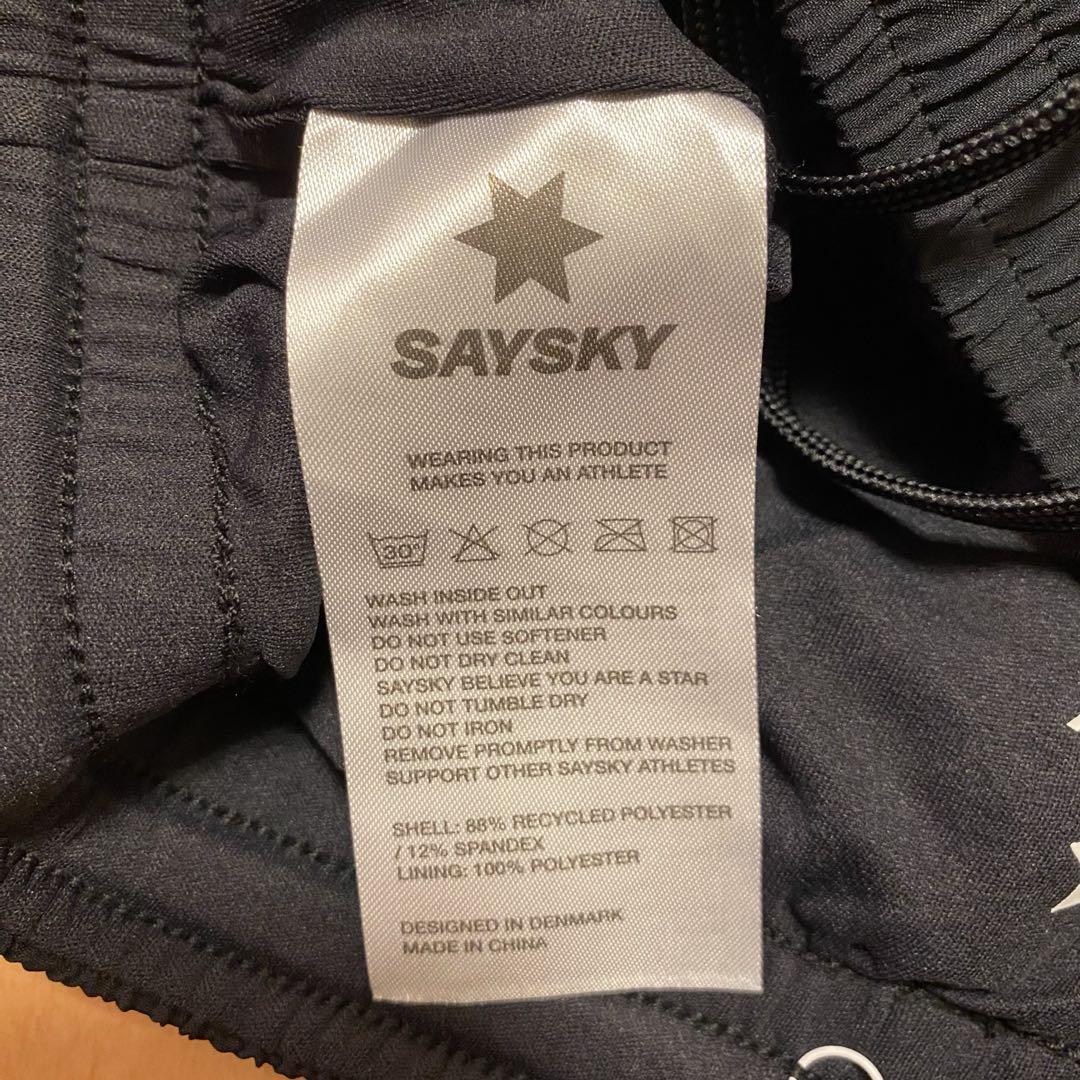 SAYSKY
WEARING THIS PRODUCT
MAKES YOU AN ATHLETE
30°
WASH INSIDE OUT
WASH WITH SIMILAR COLOURS
DO NOT USE SOFTENER
DO NOT DRY CLEAN
SAYSKY BELIEVE YOU ARE A STAR
DO NOT TUMBLE DRY
DO NOT IRON
REMOVE PROMPTLY FROM WASHER
SUPPORT OTHER SAYSKY ATHLETES
SHELL: 88% RECYCLED POLYESTER
/ 12% SPANDEX
LINING: 100% POLYESTER
DESIGNED IN DENMARK
MADE IN CHINA